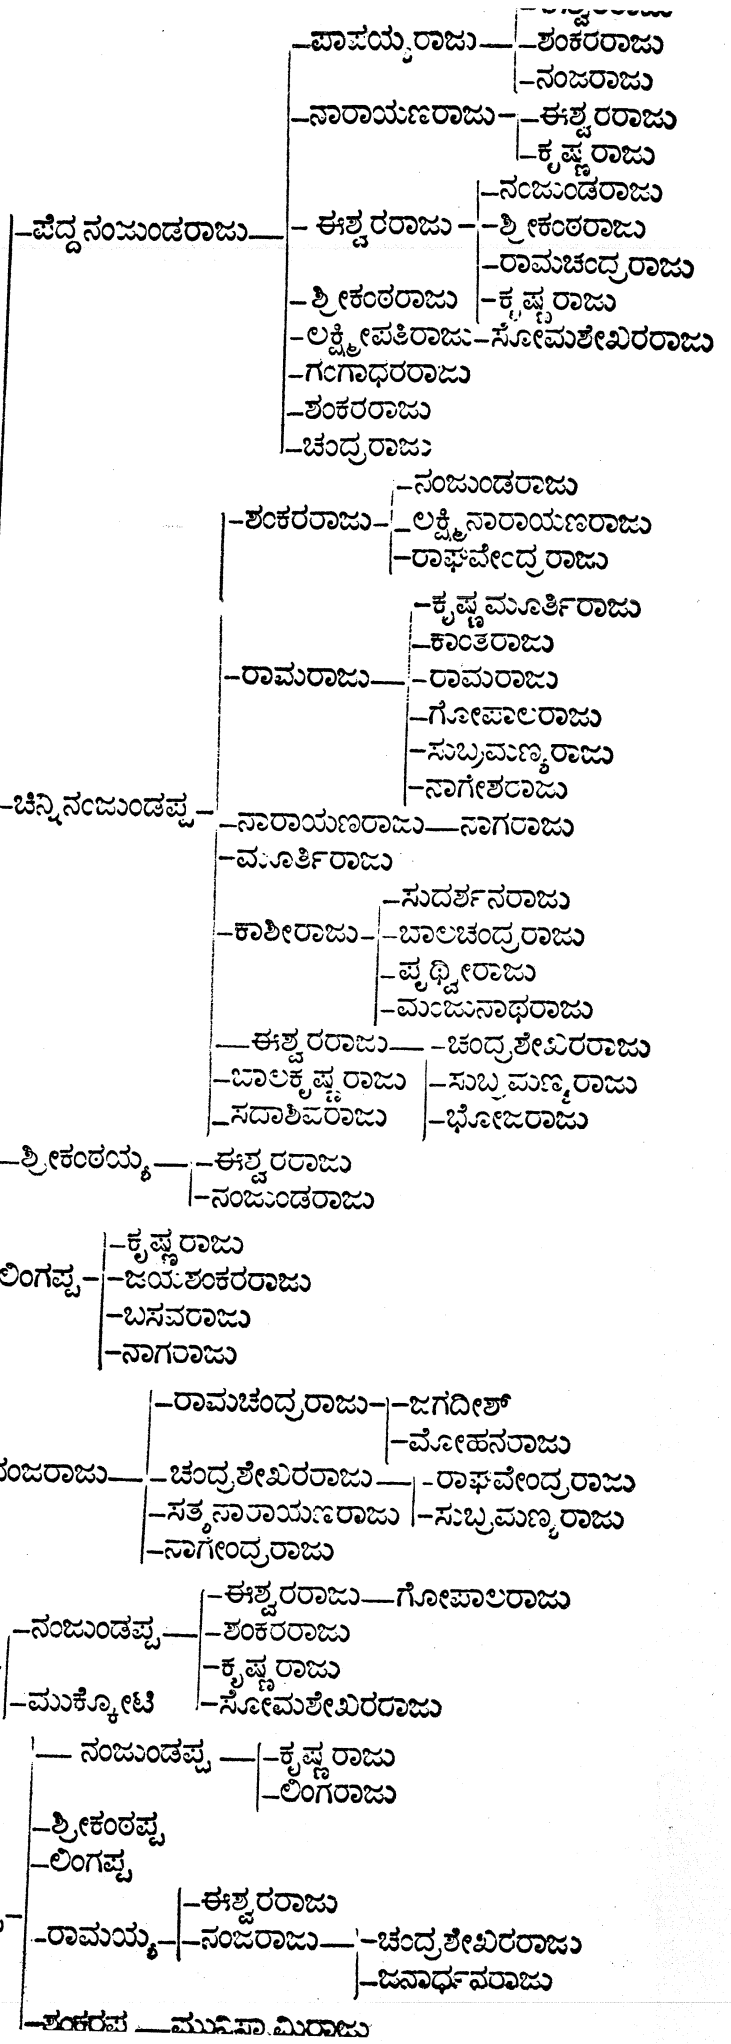 ಪಾಪಯ್ಯರಾಜು
ಶಂಕರರಾಜು
ನಂಜರಾಜು
ನಾರಾಯಣರಾಜು ಈಶ್ವರರಾಜು
ಕೃಷ್ಣರಾಜು
ನಂಜುಂಡರಾಜು
ಪೆದ್ದನಂಜುಂಡರಾಜು ಈಶ್ವರರಾಜು ಶ್ರೀಕಂಠರಾಜು
ರಾಮಚಂದ್ರರಾಜು
ಶ್ರೀಕಂಠರಾಜು ಕೃಷ್ಣರಾಜು
ಲಕ್ಷ್ಮೀಪತಿರಾಜು ಸೋಮಶೇಖರರಾಜು
ಗಂಗಾಧರರಾಜು
ಶಂಕರರಾಜು
ಚಂದ್ರರಾಜು
ನಂಜುಂಡರಾಜು
ಶಂಕರರಾಜು ಲಕ್ಷ್ಮಿನಾರಾಯಣರಾಜು
ರಾಘವೇಂದ್ರರಾಜು
ಕೃಷ್ಣಮೂರ್ತಿರಾಜು
ಕಾಂತರಾಜು
ರಾಮರಾಜು ರಾಮರಾಜು
ಗೋಪಾಲರಾಜು
ಸುಬ್ರಮಣ್ಯರಾಜು
ನಾಗೇಶರಾಜು
ಚಿನ್ನಿನಂಜುಂಡಪ್ಪ
ನಾರಾಯಣರಾಜು ನಾಗರಾಜು
ಮೂರ್ತಿರಾಜು
ಸುದರ್ಶನರಾಜು
ಕಾಶೀರಾಜು ಬಾಲಚಂದ್ರರಾಜು
ಪೃಥ್ವೀರಾಜು
ಮಂಜುನಾಥರಾಜು
ಈಶ್ವರರಾಜು ಚಂದ್ರಶೇಖರರಾಜು
ಬಾಲಕೃಷ್ಣರಾಜು ಸುಬ್ರಮಣ್ಯರಾಜು
ಸದಾಶಿವರಾಜು ಭೋಜರಾಜು
ಶ್ರೀಕಂಠಯ್ಯ ಈಶ್ವರರಾಜು
ನಂಜುಂಡರಾಜು
ಕೃಷ್ಣರಾಜು
ಲಿಂಗಪ್ಪ ಜಯಶಂಕರರಾಜು
ಬಸವರಾಜು
ನಾಗರಾಜು
ರಾಮಚಂದ್ರರಾಜು ಜಗದೀಶ್
ಮೋಹನರಾಜು
ನಂಜರಾಜು ಚಂದ್ರಶೇಖರರಾಜು ರಾಘವೇಂದ್ರರಾಜು
ಸತ್ಯನಾರಾಯಣರಾಜು ಸುಬ್ರಮಣ್ಯರಾಜು
ನಾಗೇಂದ್ರರಾಜು
ಈಶ್ವರರಾಜು ಗೋಪಾಲರಾಜು
ನಂಜುಂಡಪ್ಪ ಶಂಕರರಾಜು
ಕೃಷ್ಣರಾಜು
ಮುಕ್ಕೋಟಿ ಸೋಮಶೇಖರರಾಜು
ನಂಜುಂಡಪ್ಪ ಕೃಷ್ಣರಾಜು
ಲಿಂಗರಾಜು
ಶ್ರೀಕಂಠಪ್ಪ
ಲಿಂಗಪ್ಪ
ಈಶ್ವರರಾಜು
ರಾಮಯ್ಯ ನಂಜರಾಜು ಚಂದ್ರಶೇಖರರಾಜು
ಜನಾರ್ಧನರಾಜು
ಶಂಕರಪ್ಪ ಮುನಿಸ್ವಾಮಿರಾಜು